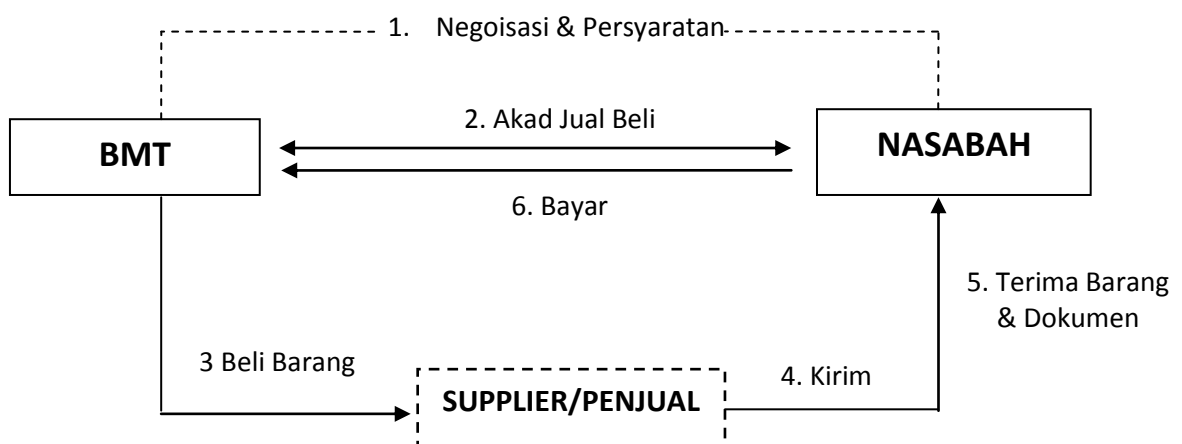 1. Negoisasi & Persyaratan
BMT
2. Akad Jual Beli
NASABAH
6. Bayar
5. Terima Barang
& Dokumen
3 Beli Barang
4. Kirim
SUPPLIER/PENJUAL